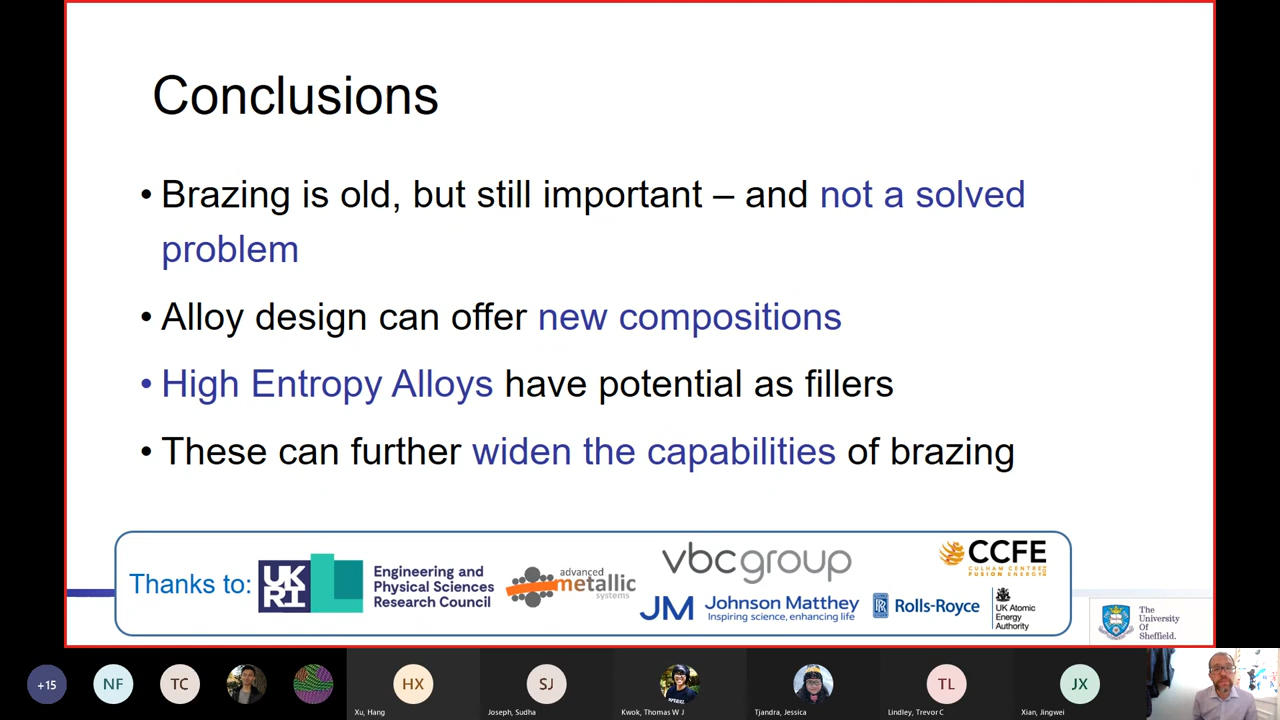 Conclusions
• Brazing is old, but still important – and not a solved
problem
• Alloy design can offer new compositions
• High Entropy Alloys have potential as fillers
• These can further widen the capabilities of brazing
Thanks to:
UK
RI
Engineering and
Physical Sciences
Research Council
advanced
metallic
systems
vbcgroup
JM
Johnson Matthey
Inspiring science, enhancing life
CCFE
CULHAM CENTRE
FUSION ENERGY
Rolls-Royce
UK Atomic
Energy
Authority
The
University
Of
Sheffield.
+15
NF
TC
HX
Xu, Hang
SJ
Joseph, Sudha
Kwok, Thomas W J
Tjandra, Jessica
TL
Lindley, Trevor C
JX
Xian, Jingwei